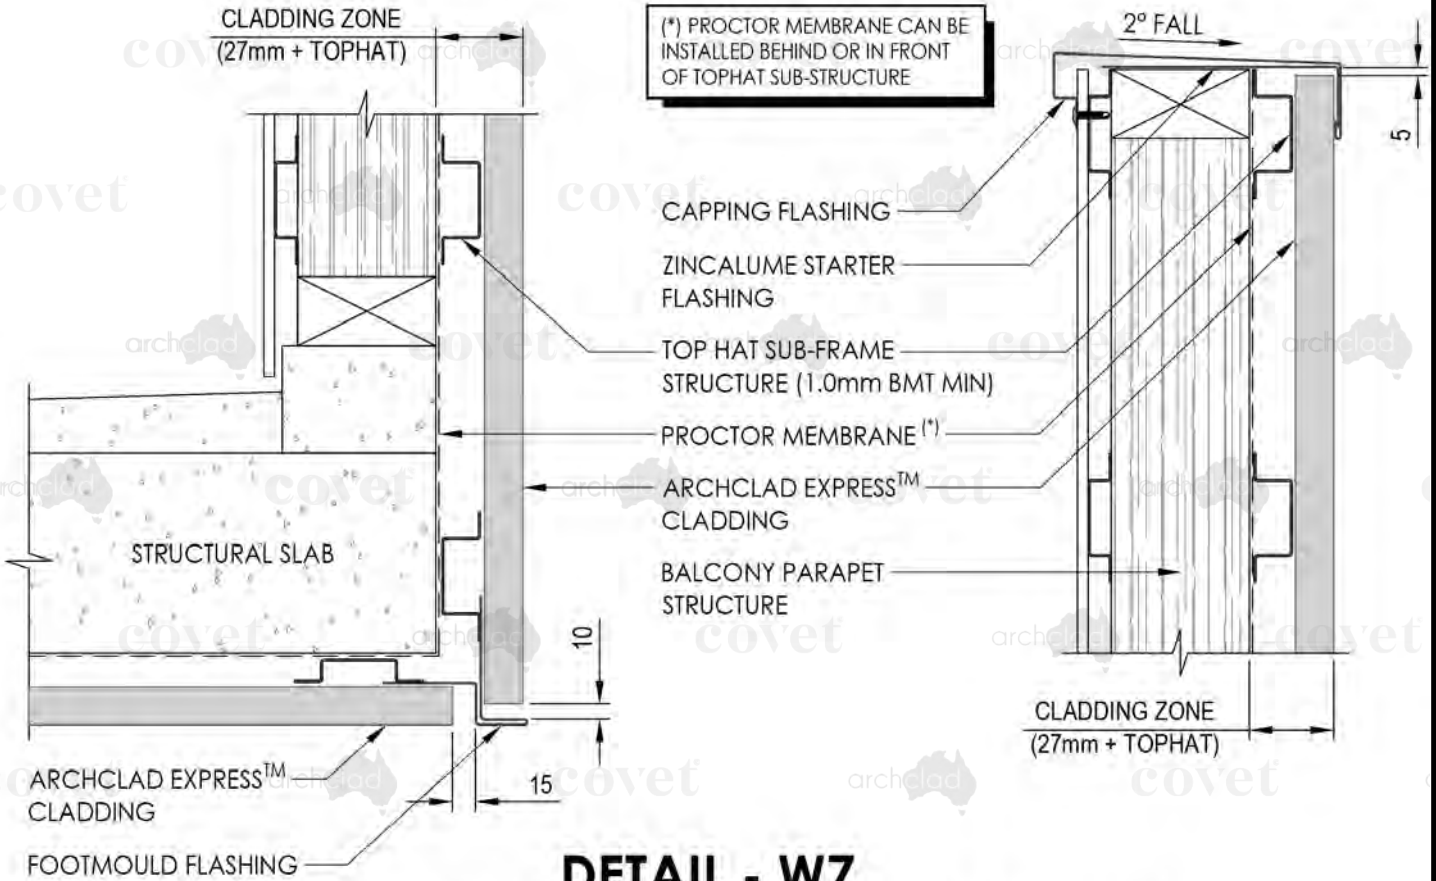 CLADDING ZONE
(27mm + TOPHAT)
(*) PROCTOR MEMBRANE CAN BE
INSTALLED BEHIND OR IN FRONT
OF TOPHAT SUB-STRUCTURE
2° FALL
5
CAPPING FLASHING
ZINCALUME STARTER
FLASHING
TOP HAT SUB-FRAME
STRUCTURE (1.0mm BMT MIN)
PROCTOR MEMBRANE (*)
ARCHCLAD EXPRESS™
CLADDING
BALCONY PARAPET
STRUCTURE
STRUCTURAL SLAB
10
15
CLADDING ZONE
(27mm + TOPHAT)
ARCHCLAD EXPRESS™
CLADDING
FOOTMOULD FLASHING
DETAIL - W7
covet
archclad